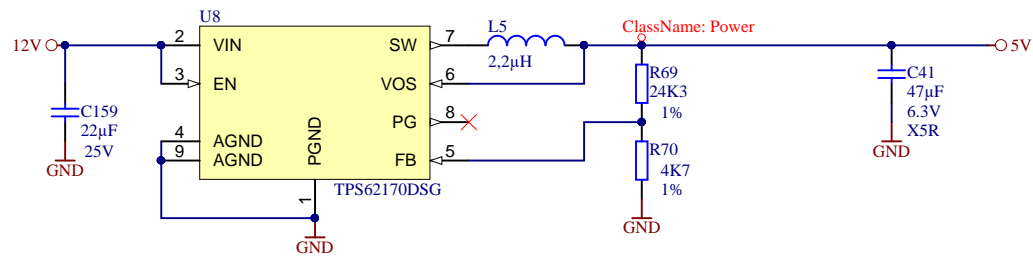 U8
L5
ClassName: Power
12V
2
VIN
SW
7
2,2µH
5V
3
EN
VOS
6
R69
24K3
1%
C41
47µF
6.3V
X5R
C159
22µF
25V
PG
8
4
AGND
9
AGND
PGND
FB
5
R70
4K7
1%
GND
GND
TPS62170DSG
1
GND
GND